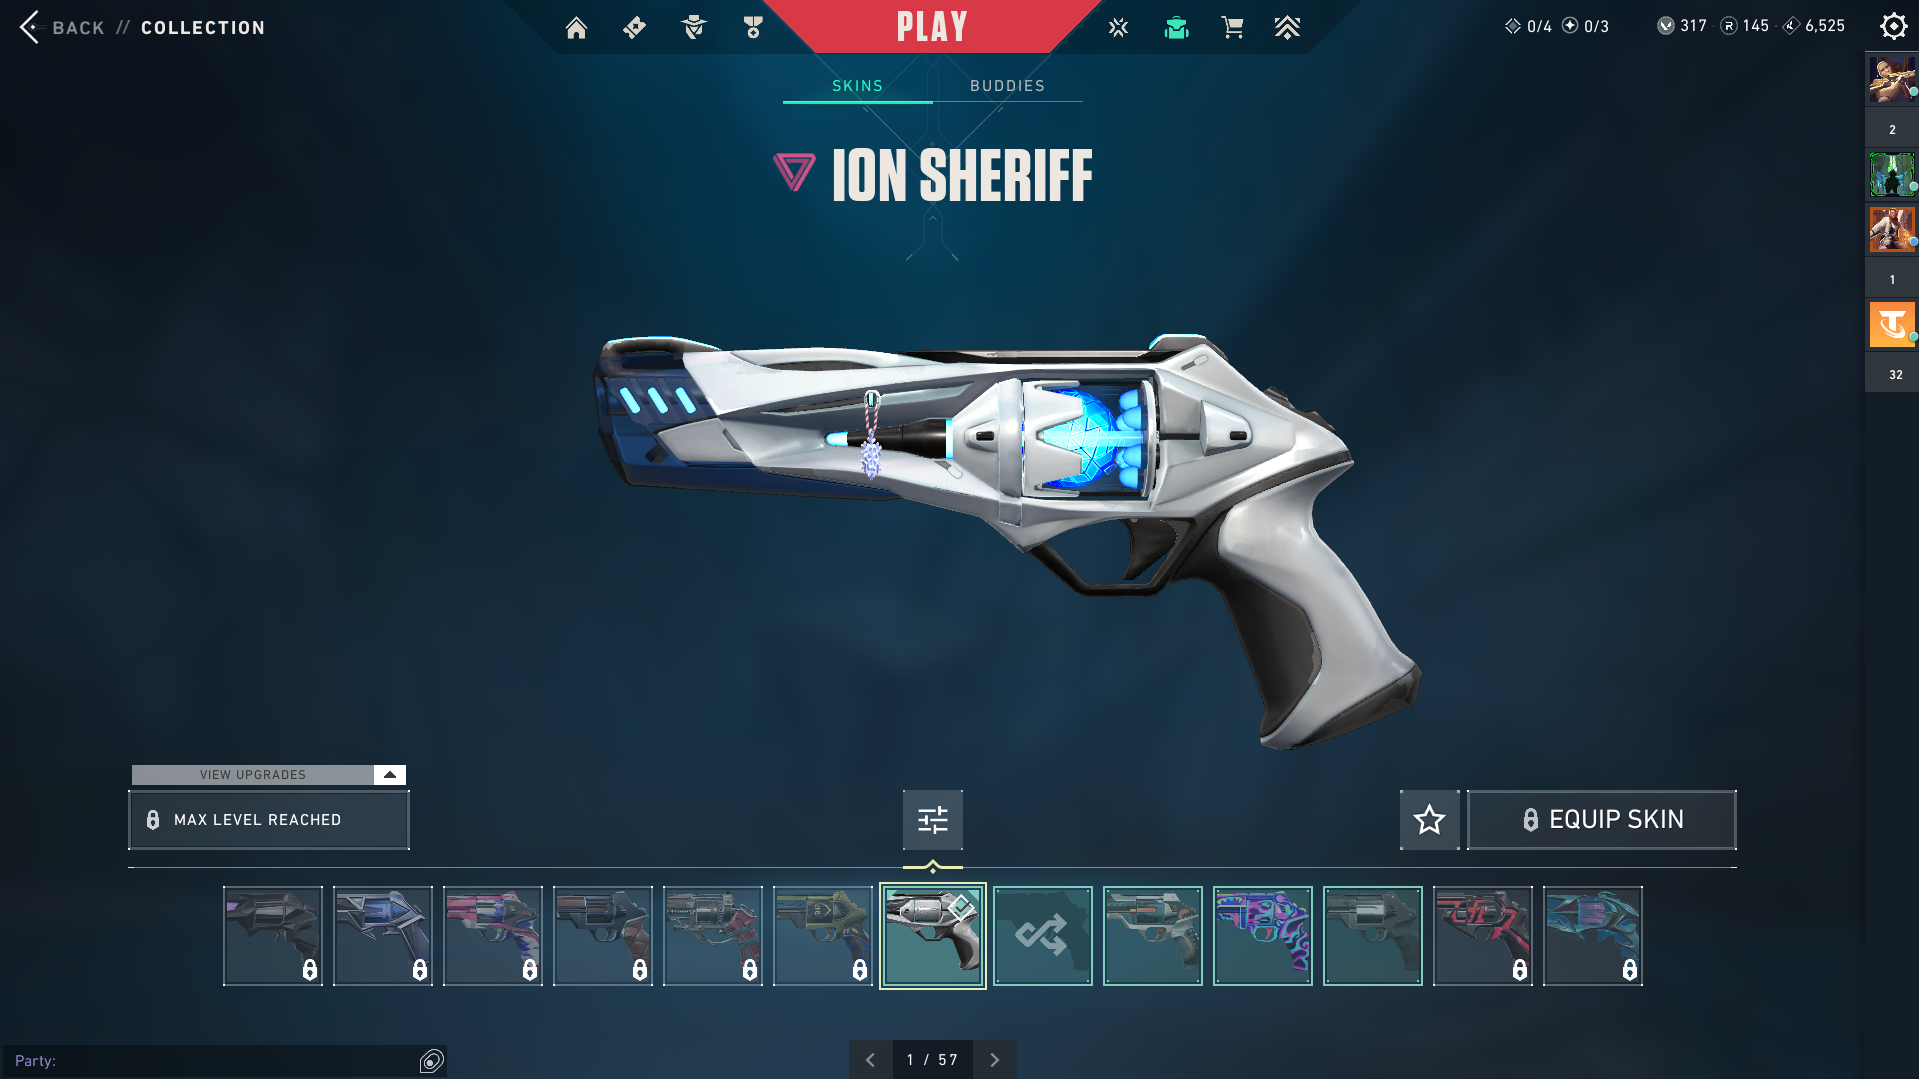 BACK // COLLECTION
PLAY
0/4 0/3 317 145 6,525
SKINS BUDDIES
ION SHERIFF
2
1
32
VIEW UPGRADES
MAX LEVEL REACHED
EQUIP SKIN
Party:
1 / 57